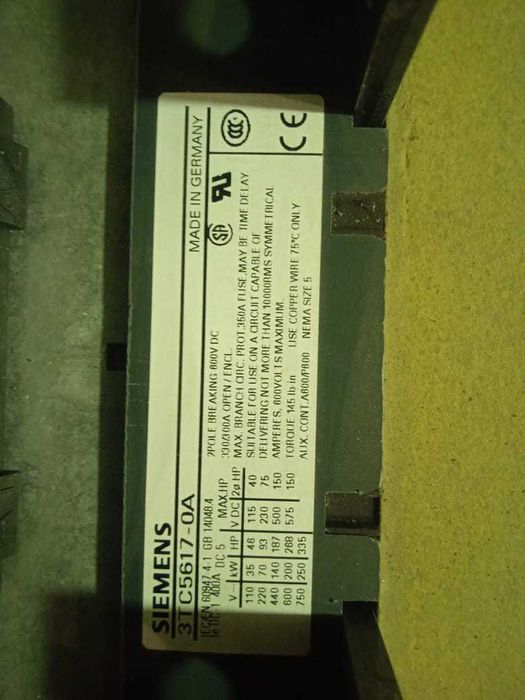 SIEMENS
3TC5617-0A MADE IN GERMANY
IEC/EN 60947-4-1 GB 14048.4
Ie DC-1 400A DC 5
V⎓ kW HP
110 35 46
220 70 93
440 140 187
600 200 268
750 250 335
MAX.HP
V DC 2ø HP
115 40
230 75
500 150
575 150
2POLE BREAKING 600V DC
330/300A OPEN / ENCL.
MAX. BRANCH CIRC. PROT.350A FUSE,MAY BE TIME DELAY
SUITABLE FOR USE ON A CIRCUIT CAPABLE OF
DELIVERING NOT MORE THAN 10000RMS SYMMETRICAL
AMPERES, 600VOLTS MAXIMUM.
TORQUE 145 lb in USE COPPER WIRE 75°C ONLY
AUX. CONT.A600/P600 NEMA SIZE 5
SA
UR
CCC
CE